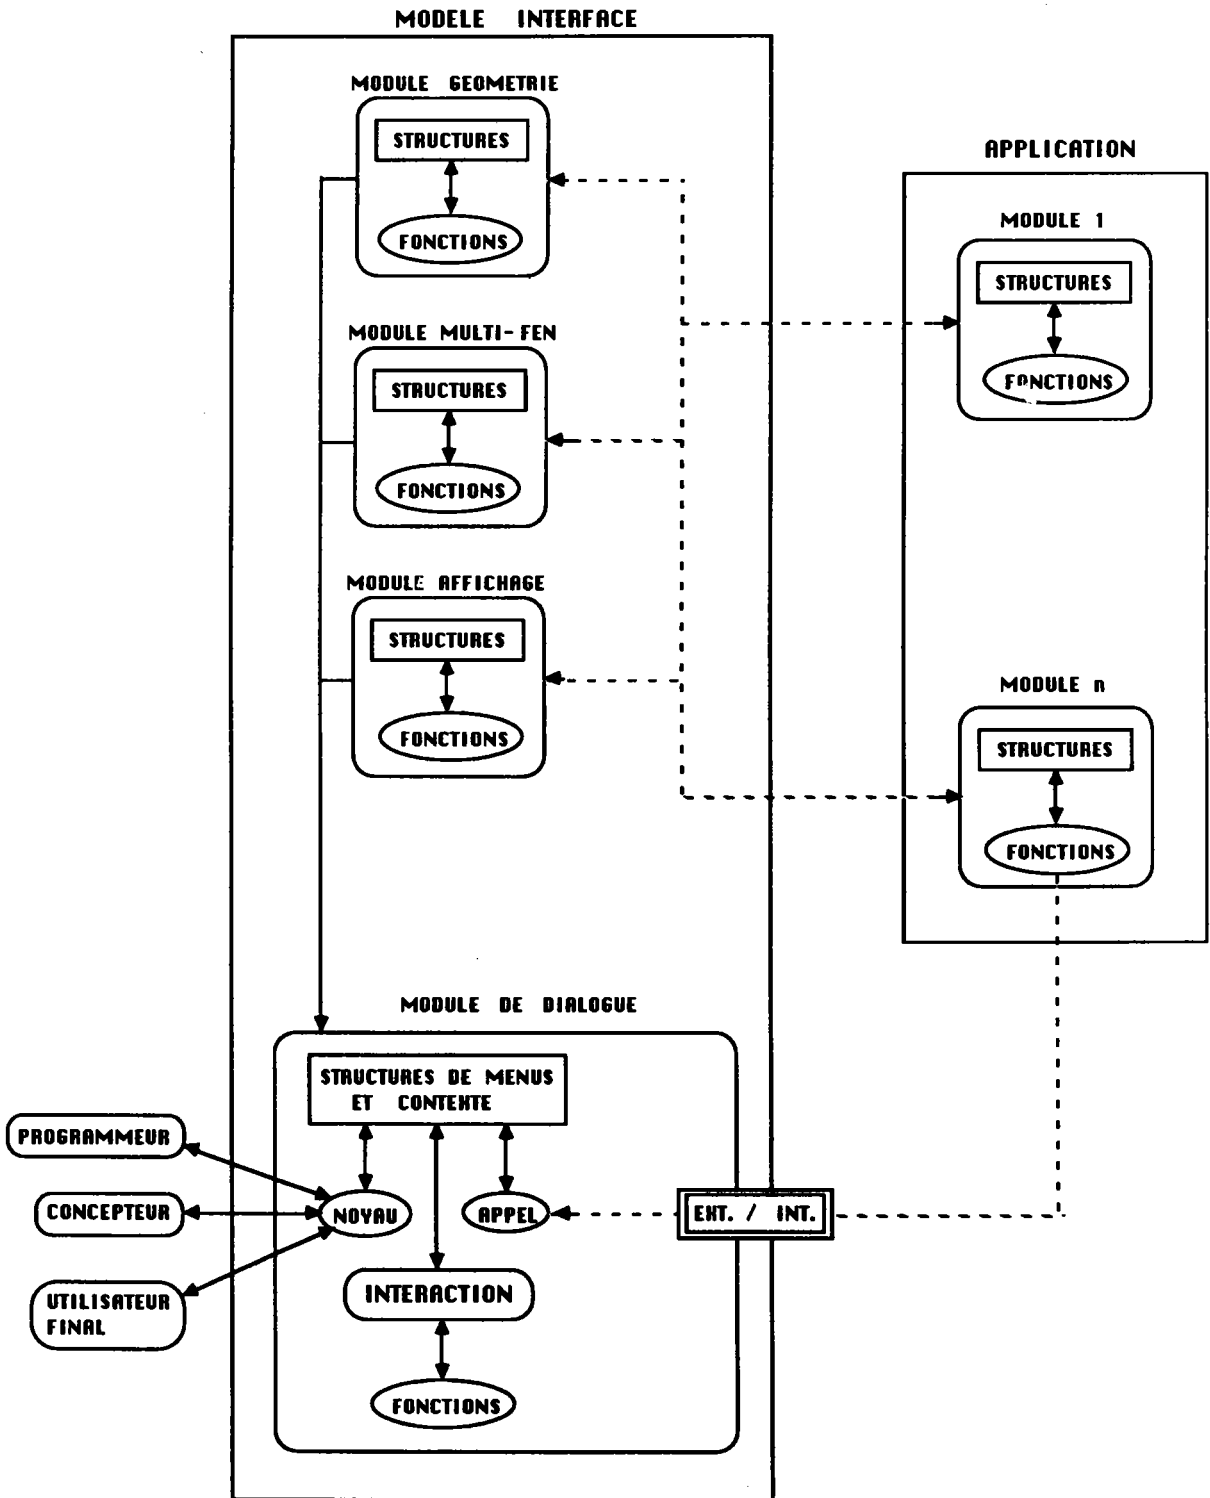 MODELE INTERFACE
MODULE GEOMETRIE
STRUCTURES
FONCTIONS
MODULE MULTI-FEN
STRUCTURES
FONCTIONS
MODULE AFFICHAGE
STRUCTURES
FONCTIONS
APPLICATION
MODULE 1
STRUCTURES
FONCTIONS
MODULE n
STRUCTURES
FONCTIONS
MODULE DE DIALOGUE
STRUCTURES DE MENUS
ET CONTEXTE
PROGRAMMEUR
CONCEPTEUR
UTILISATEUR
FINAL
NOYAU
APPEL
EXT. / INT.
INTERACTION
FONCTIONS